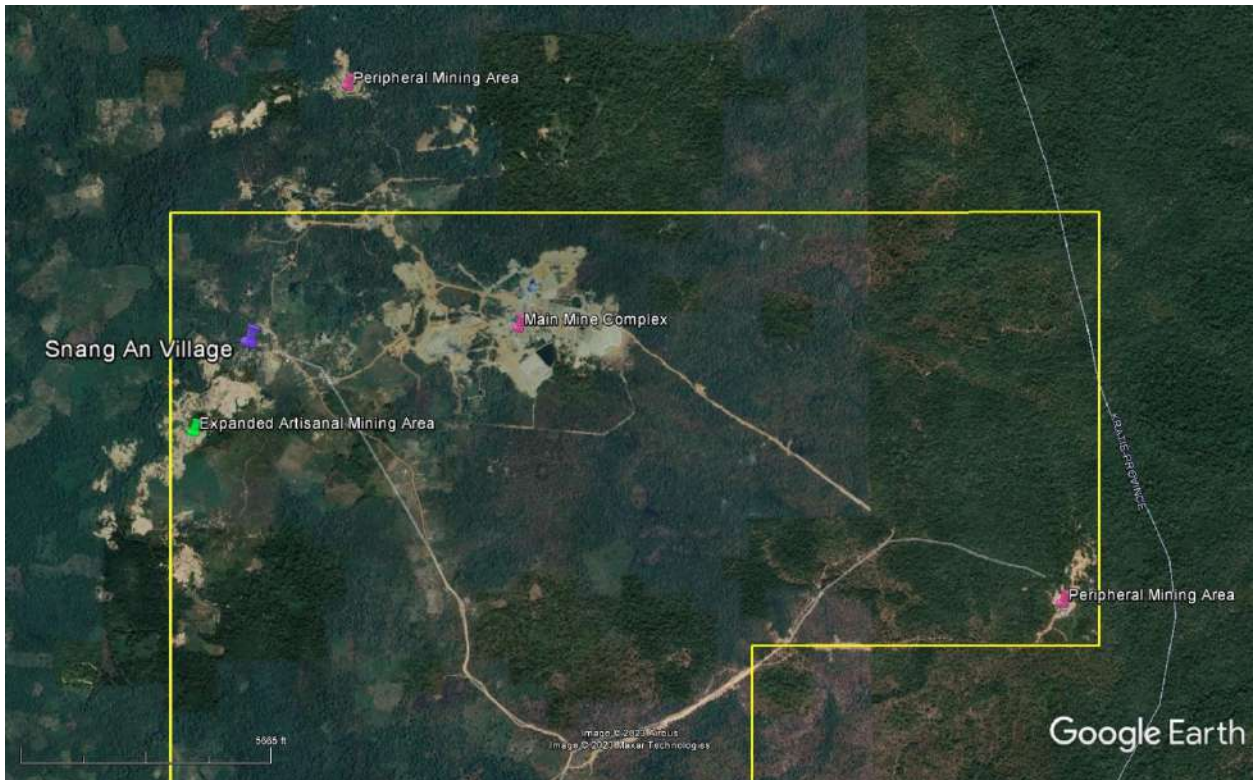 Peripheral Mining Area
Main Mine Complex
Snang An Village
Expanded Artisanal Mining Area
KRATIE PROVINCE
Peripheral Mining Area
5665 ft
Image © 2023 Airbus
Image © 2023 Maxar Technologies
Google Earth